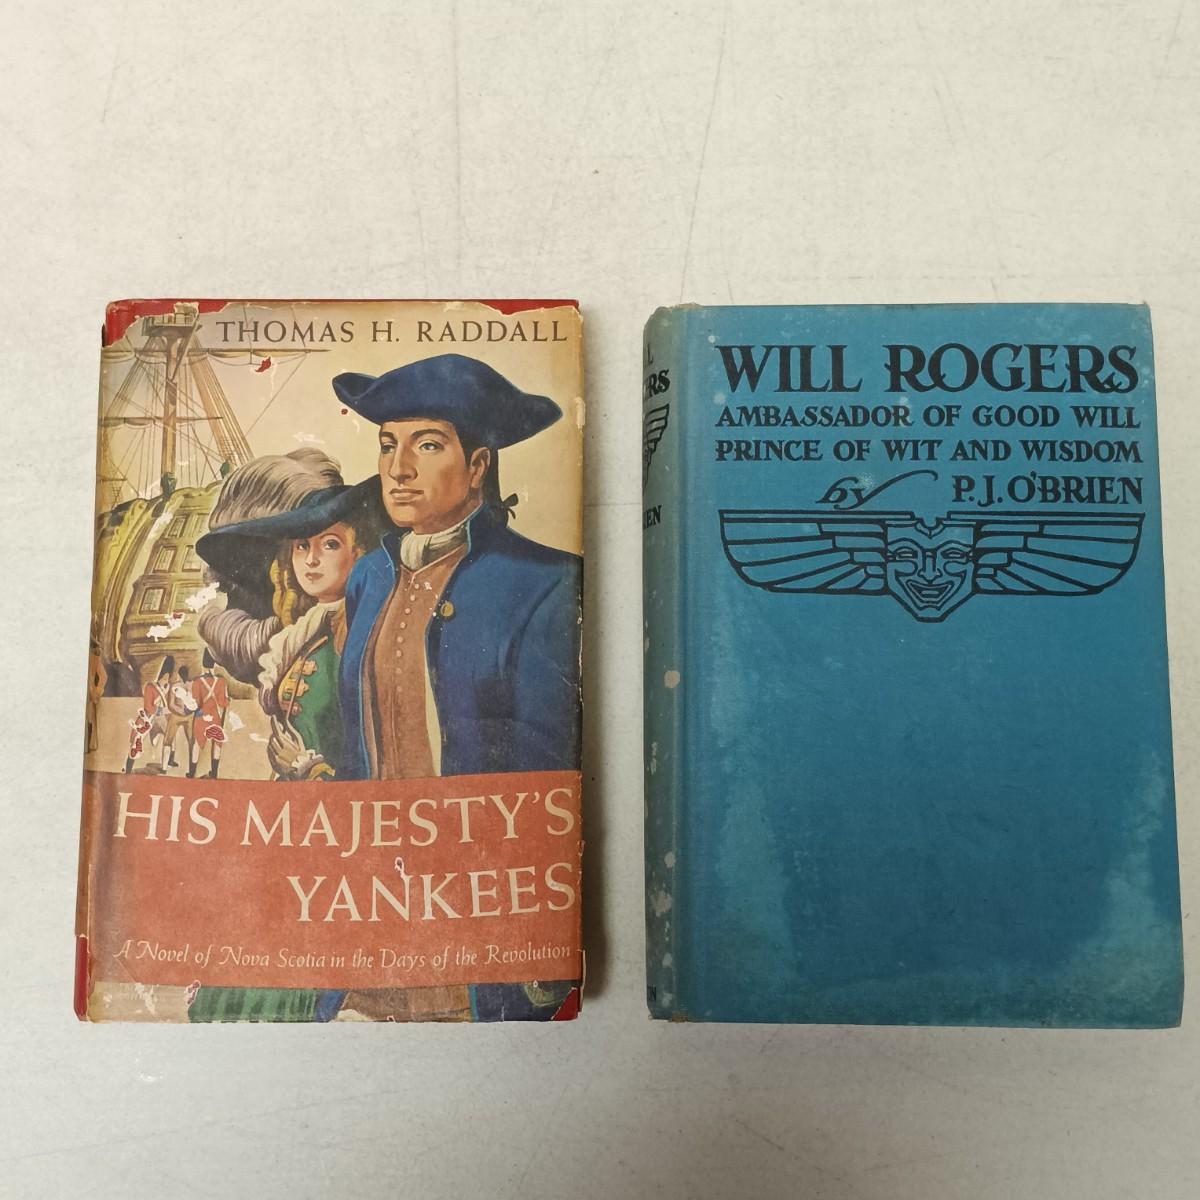 THOMAS H. RADDALL
HIS MAJESTY'S
YANKEES
A Novel of Nova Scotia in the Days of the Revolution
WILL ROGERS
AMBASSADOR OF GOOD WILL
PRINCE OF WIT AND WISDOM
by P.J. O'BRIEN